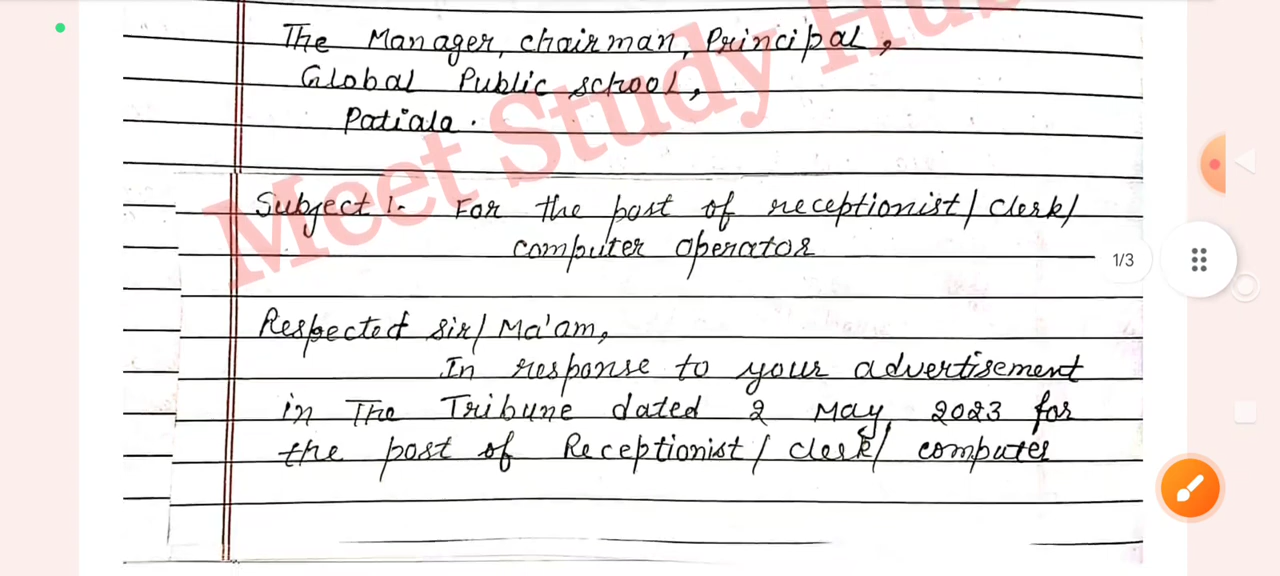 The Manager, chairman, Principal,
Global Public school,
Patiala.
Meet Study Hub
Subject :- For the post of receptionist/clerk/
computer operator
1/3
Respected sir/Ma'am,
In response to your advertisement
in The Tribune dated 2 May 2023 for
the post of Receptionist/clerk/computer